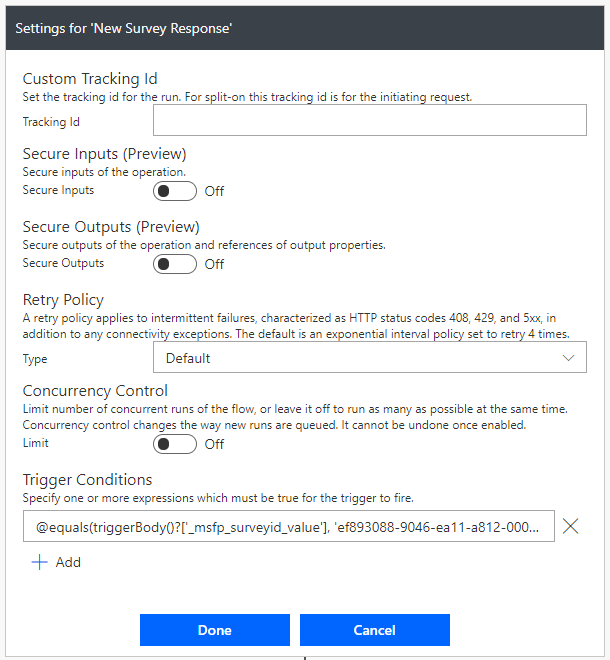 Settings for 'New Survey Response'
Custom Tracking Id
Set the tracking id for the run. For split-on this tracking id is for the initiating request.
Tracking Id
Secure Inputs (Preview)
Secure inputs of the operation.
Secure Inputs Off
Secure Outputs (Preview)
Secure outputs of the operation and references of output properties.
Secure Outputs Off
Retry Policy
A retry policy applies to intermittent failures, characterized as HTTP status codes 408, 429, and 5xx, in
addition to any connectivity exceptions. The default is an exponential interval policy set to retry 4 times.
Type Default
Concurrency Control
Limit number of concurrent runs of the flow, or leave it off to run as many as possible at the same time.
Concurrency control changes the way new runs are queued. It cannot be undone once enabled.
Limit Off
Trigger Conditions
Specify one or more expressions which must be true for the trigger to fire.
@equals(triggerBody()?['_msfp_surveyid_value'], 'ef893088-9046-ea11-a812-000...
Add
Done Cancel